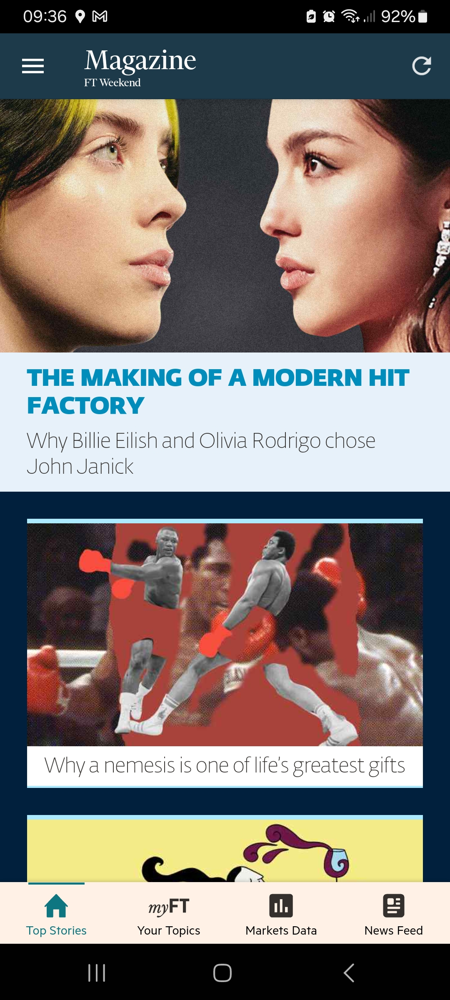 09:36
92%
Magazine
FT Weekend
THE MAKING OF A MODERN HIT
FACTORY
Why Billie Eilish and Olivia Rodrigo chose
John Janick
Why a nemesis is one of life's greatest gifts
myFT
Top Stories
Your Topics
Markets Data
News Feed